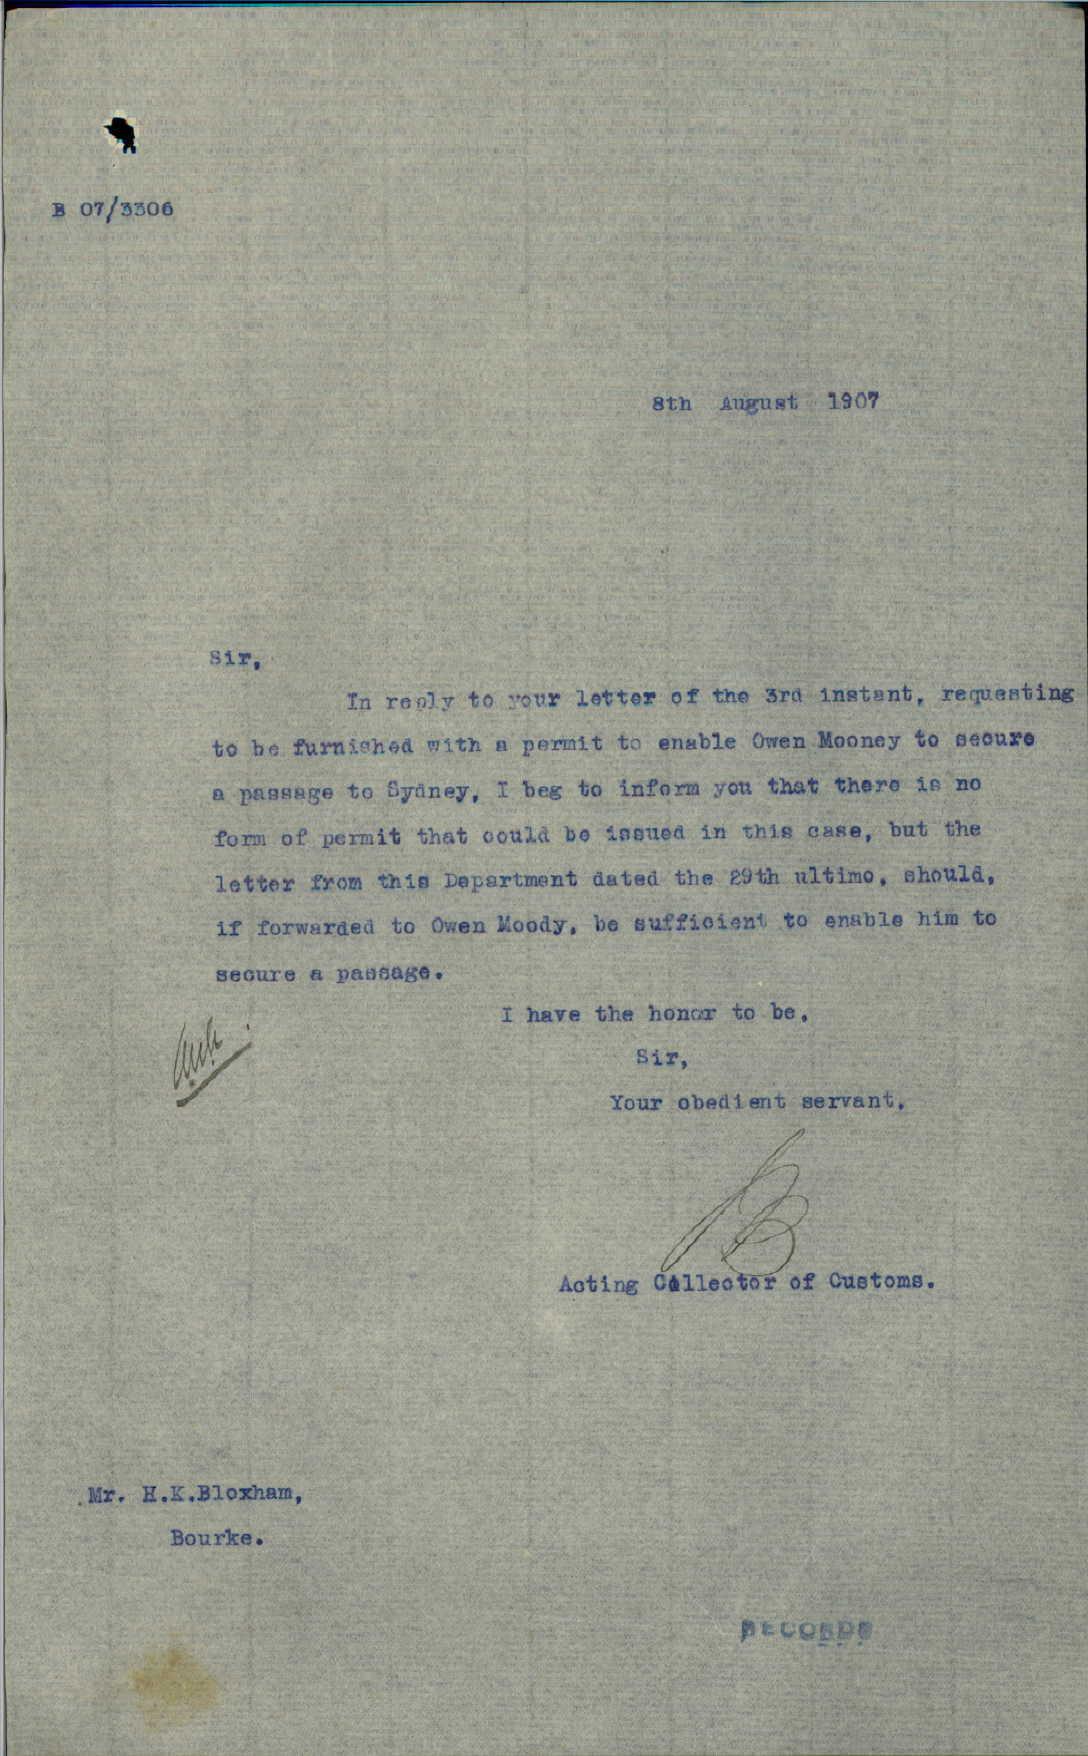 B 07/3306
8th August 1907
Sir,
In reply to your letter of the 3rd instant, requesting
to be furnished with a permit to enable Owen Mooney to secure
a passage to Sydney, I beg to inform you that there is no
form of permit that could be issued in this case, but the
letter from this Department dated the 29th ultimo, should,
if forwarded to Owen Moody, be sufficient to enable him to
secure a passage.
I have the honor to be,
Sir,
Your obedient servant,
Acting Collector of Customs.
Mr. H.K.Bloxham,
Bourke.
RECORDS